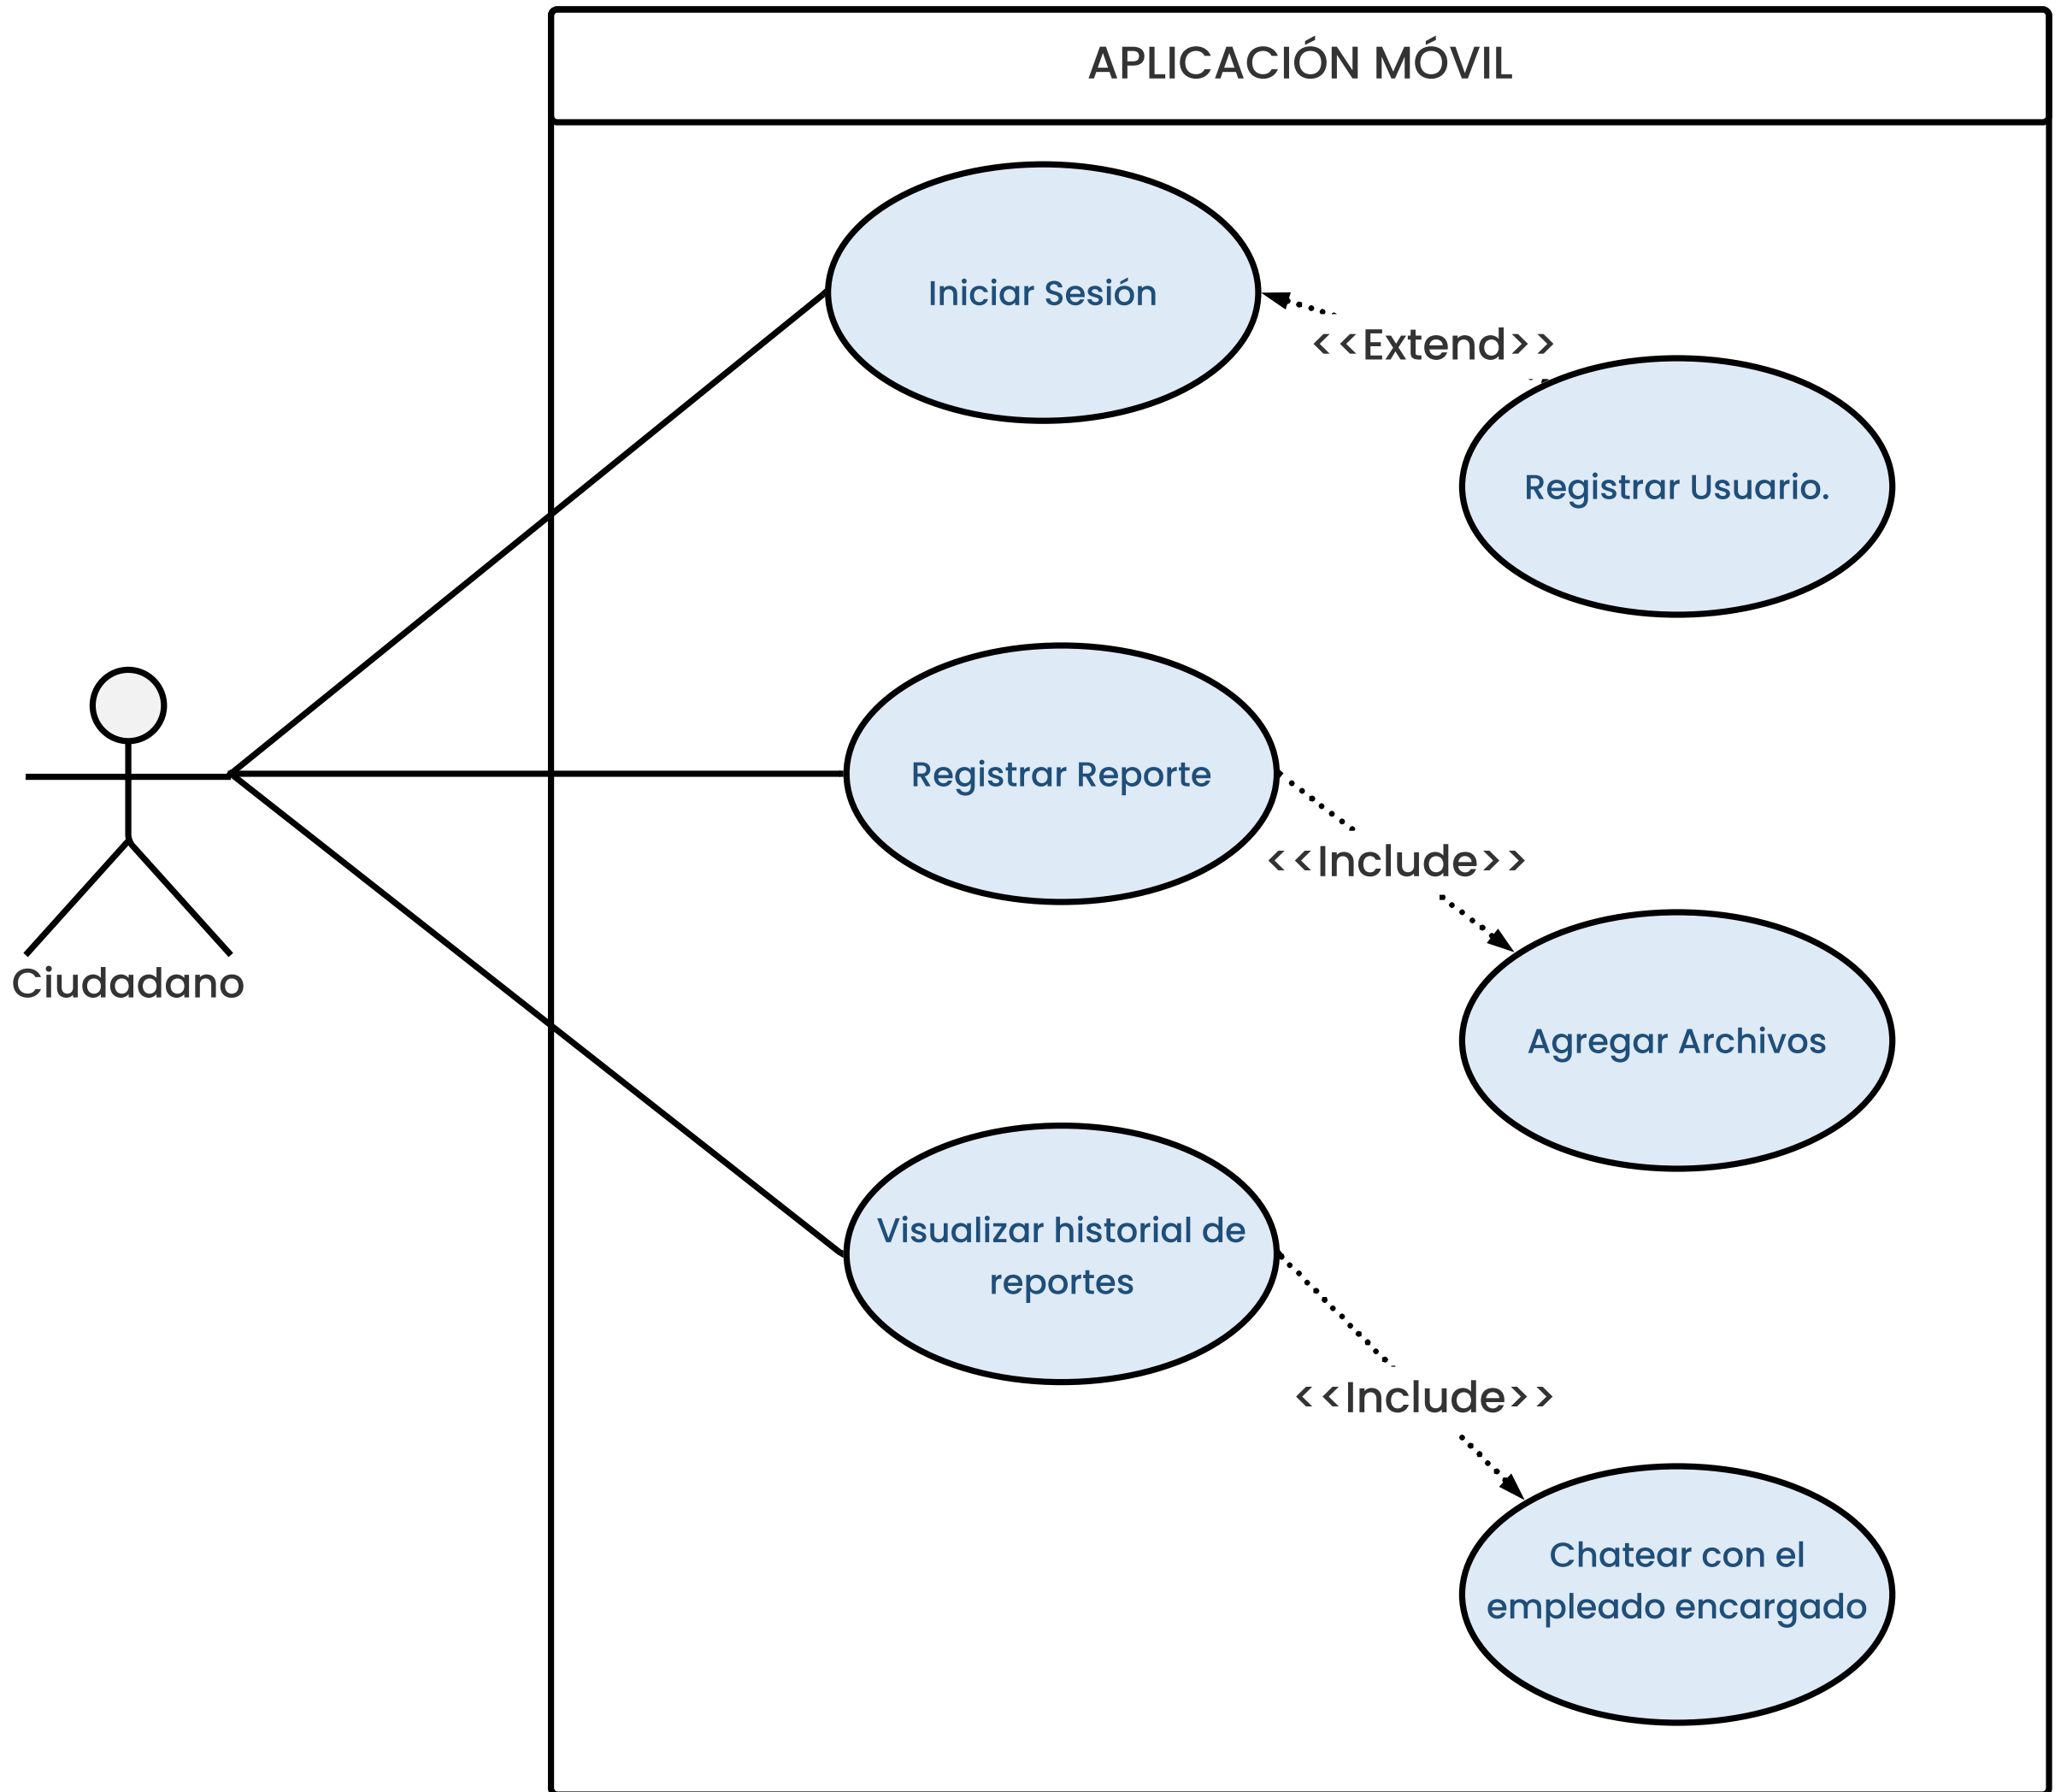 APLICACIÓN MÓVIL
Iniciar Sesión
<<Extend>>
Registrar Usuario.
Registrar Reporte
<<Include>>
Ciudadano
Agregar Archivos
Visualizar historial de
reportes
<<Include>>
Chatear con el
empleado encargado